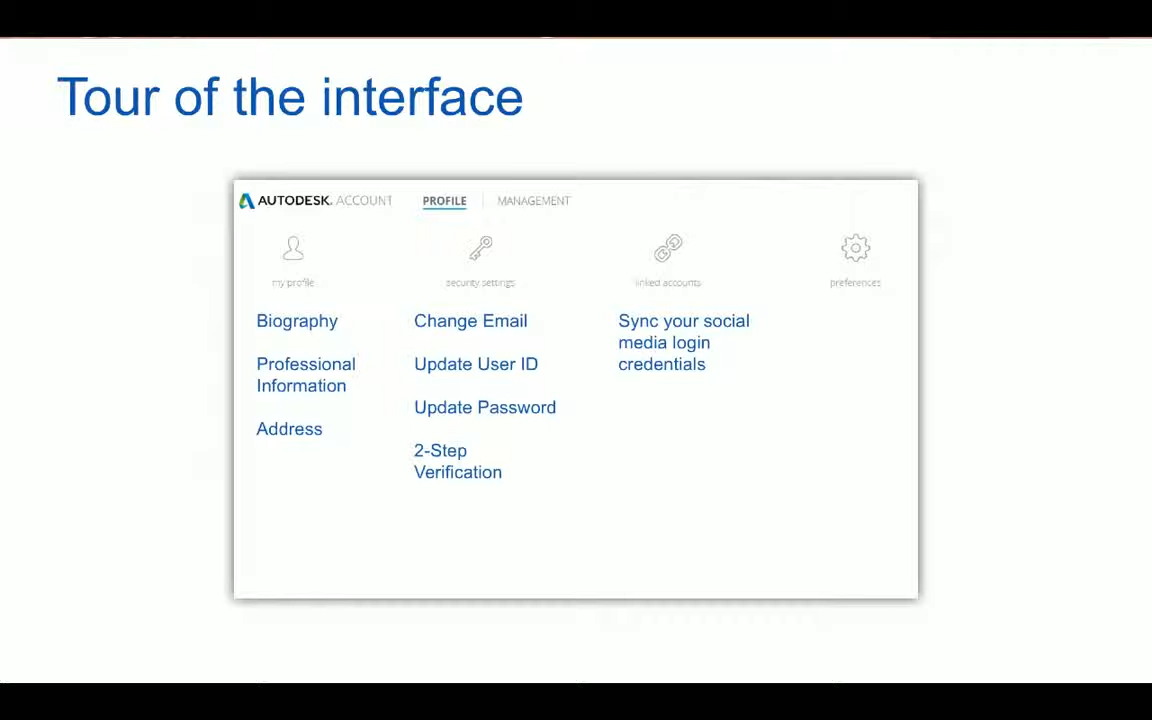 Tour of the interface
AUTODESK. ACCOUNT PROFILE MANAGEMENT
my profile security settings linked accounts preferences
Biography
Professional
Information
Address
Change Email
Update User ID
Update Password
2-Step
Verification
Sync your social
media login
credentials